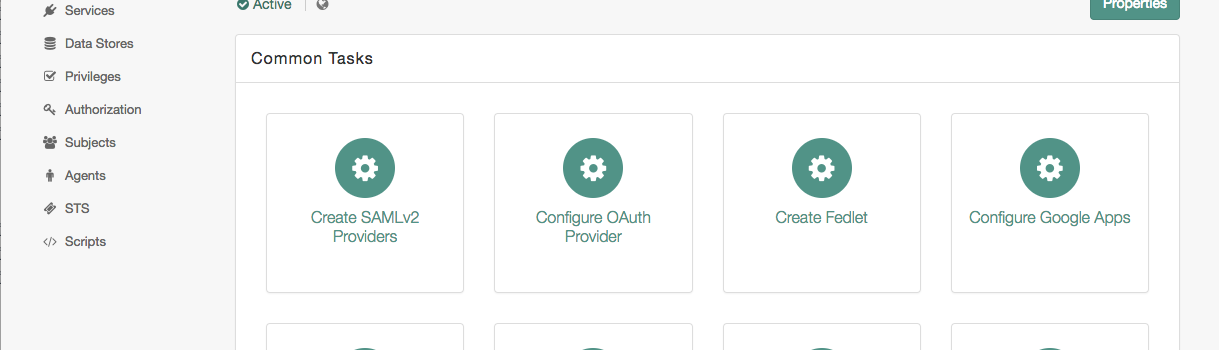 Services
Data Stores
Privileges
Authorization
Subjects
Agents
STS
Scripts
Active
Properties
Common Tasks
Create SAMLv2
Providers
Configure OAuth
Provider
Create Fedlet
Configure Google Apps